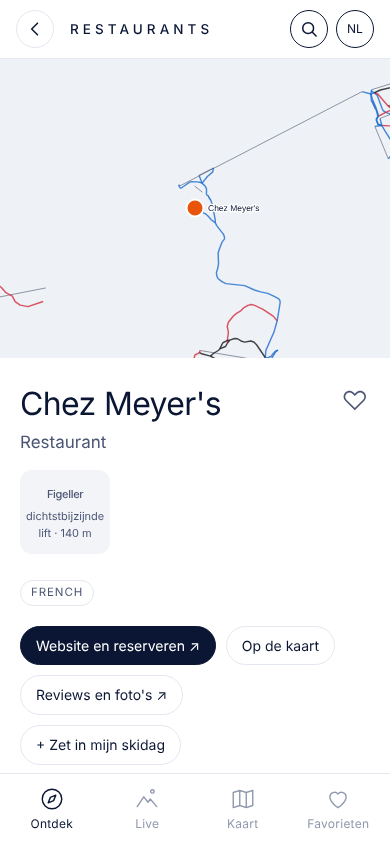 RESTAURANTS
NL
Chez Meyer's
Chez Meyer's
Restaurant
Figeller
dichtstbijzijnde
lift · 140 m
FRENCH
Website en reserveren ↗
Op de kaart
Reviews en foto's ↗
+ Zet in mijn skidag
Ontdek
Live
Kaart
Favorieten